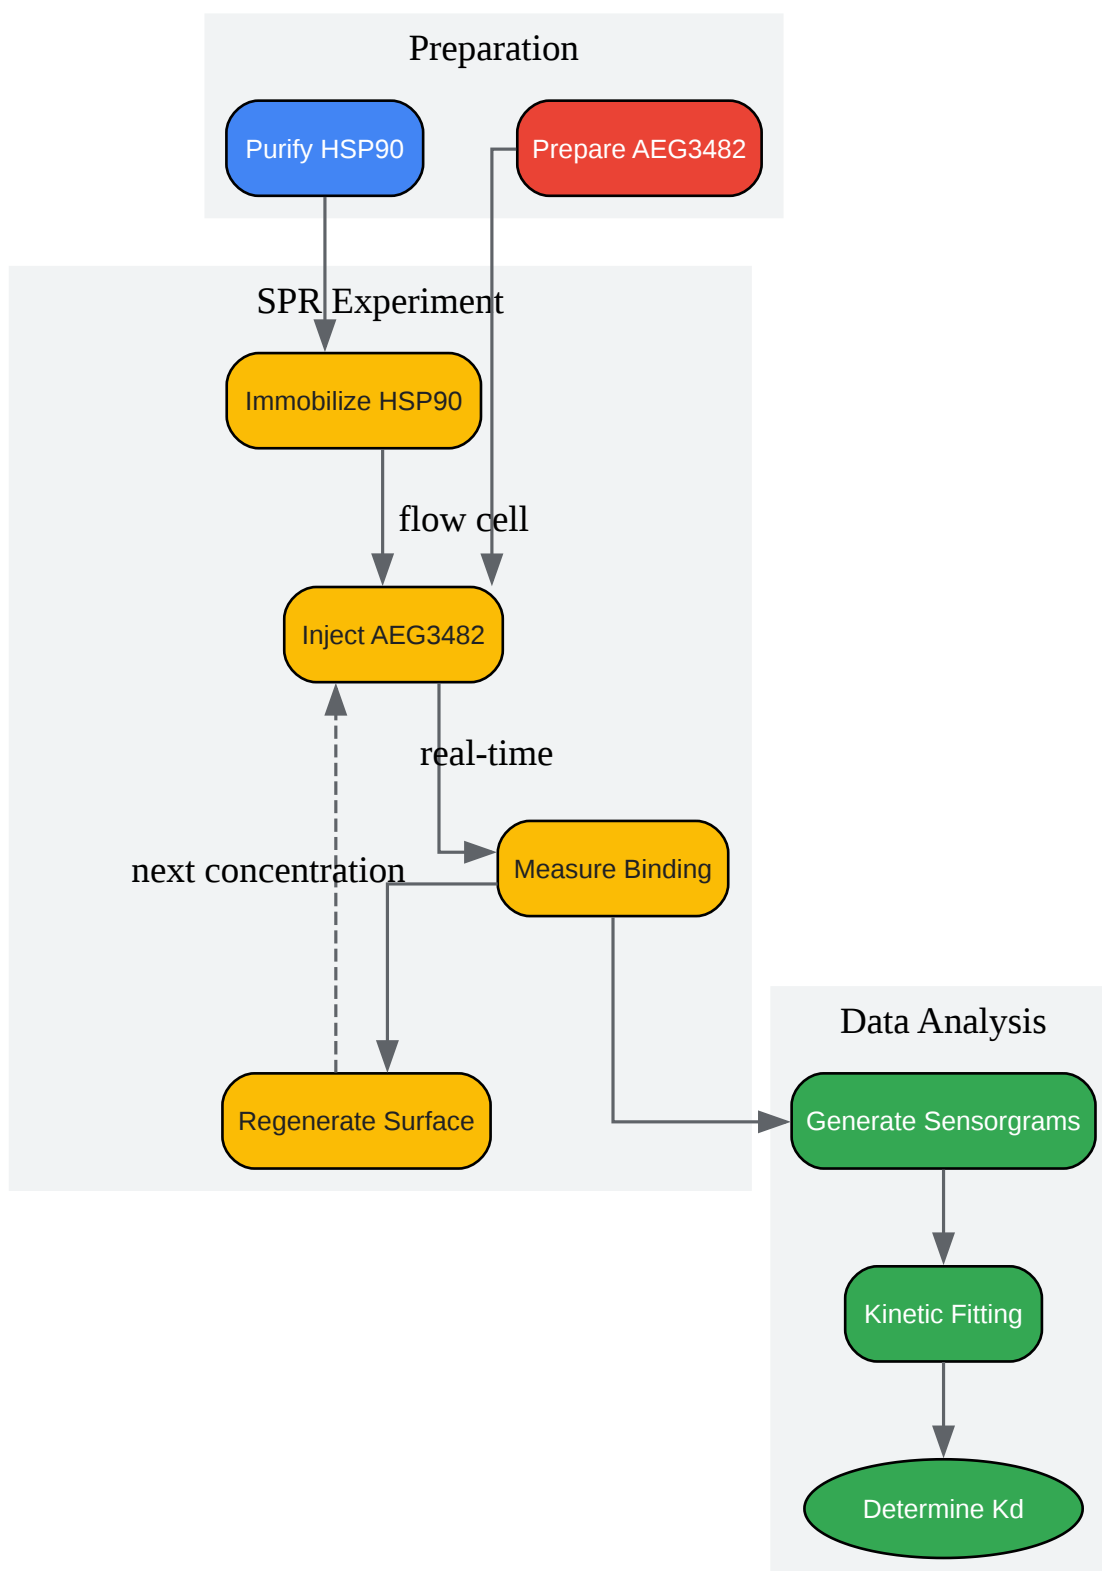 Preparation
Purify HSP90
Prepare AEG3482
SPR Experiment
Immobilize HSP90
flow cell
Inject AEG3482
real-time
next concentration
Measure Binding
Data Analysis
Regenerate Surface
Generate Sensorgrams
Kinetic Fitting
Determine Kd